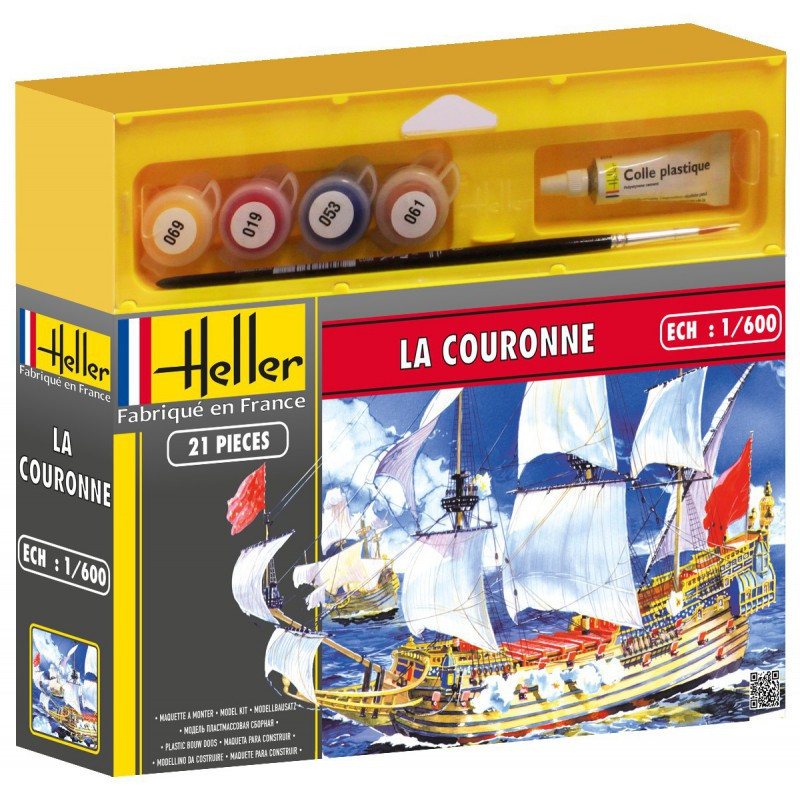 069
019
053
061
Heller
Colle plastique
Heller
Fabriqué en France
LA
COURONNE
ECH : 1/600
Heller
Fabriqué en France
21 PIECES
LA COURONNE
ECH : 1/600
• MAQUETTE A MONTER • MODEL KIT • MODELLBAUSATZ
• МОДЕЛЬ ПЛАСТМАССОВАЯ СБОРНАЯ •
• PLASTIC BOUW DOIS • MAQUETA PARA CONSTRUIR •
MODELLINO DA COSTRUIRE • MAQUETE PARA CONSTRUIR •